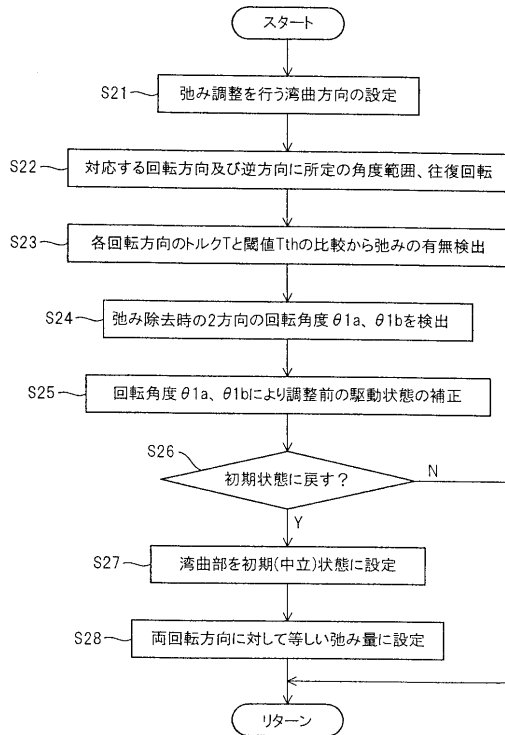 スタート
S21
弛み調整を行う湾曲方向の設定
S22
対応する回転方向及び逆方向に所定の角度範囲、往復回転
S23
各回転方向のトルクTと閾値Tthの比較から弛みの有無検出
S24
弛み除去時の2方向の回転角度θ1a、θ1bを検出
S25
回転角度θ1a、θ1bにより調整前の駆動状態の補正
S26
初期状態に戻す?
N
Y
S27
湾曲部を初期(中立)状態に設定
S28
両回転方向に対して等しい弛み量に設定
リターン